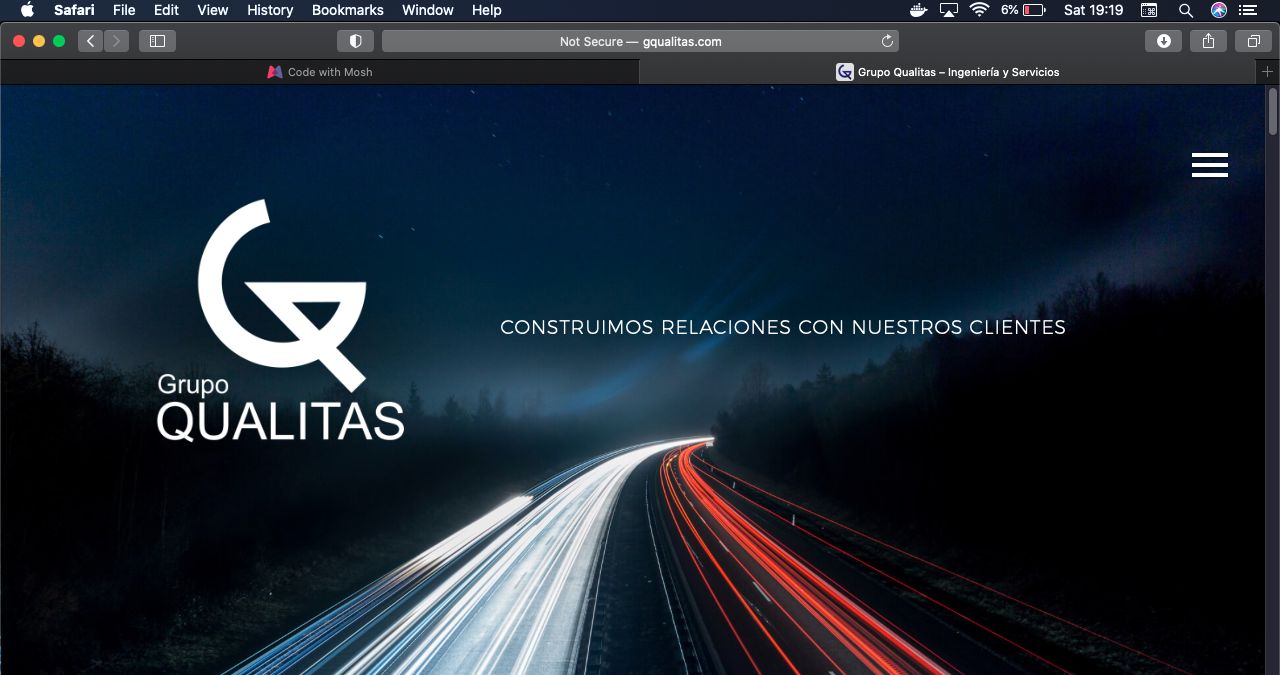 Safari File Edit View History Bookmarks Window Help 6% Sat 19:19
Not Secure — gqualitas.com
Code with Mosh
Grupo Qualitas – Ingeniería y Servicios
CONSTRUIMOS RELACIONES CON NUESTROS CLIENTES
Grupo
QUALITAS